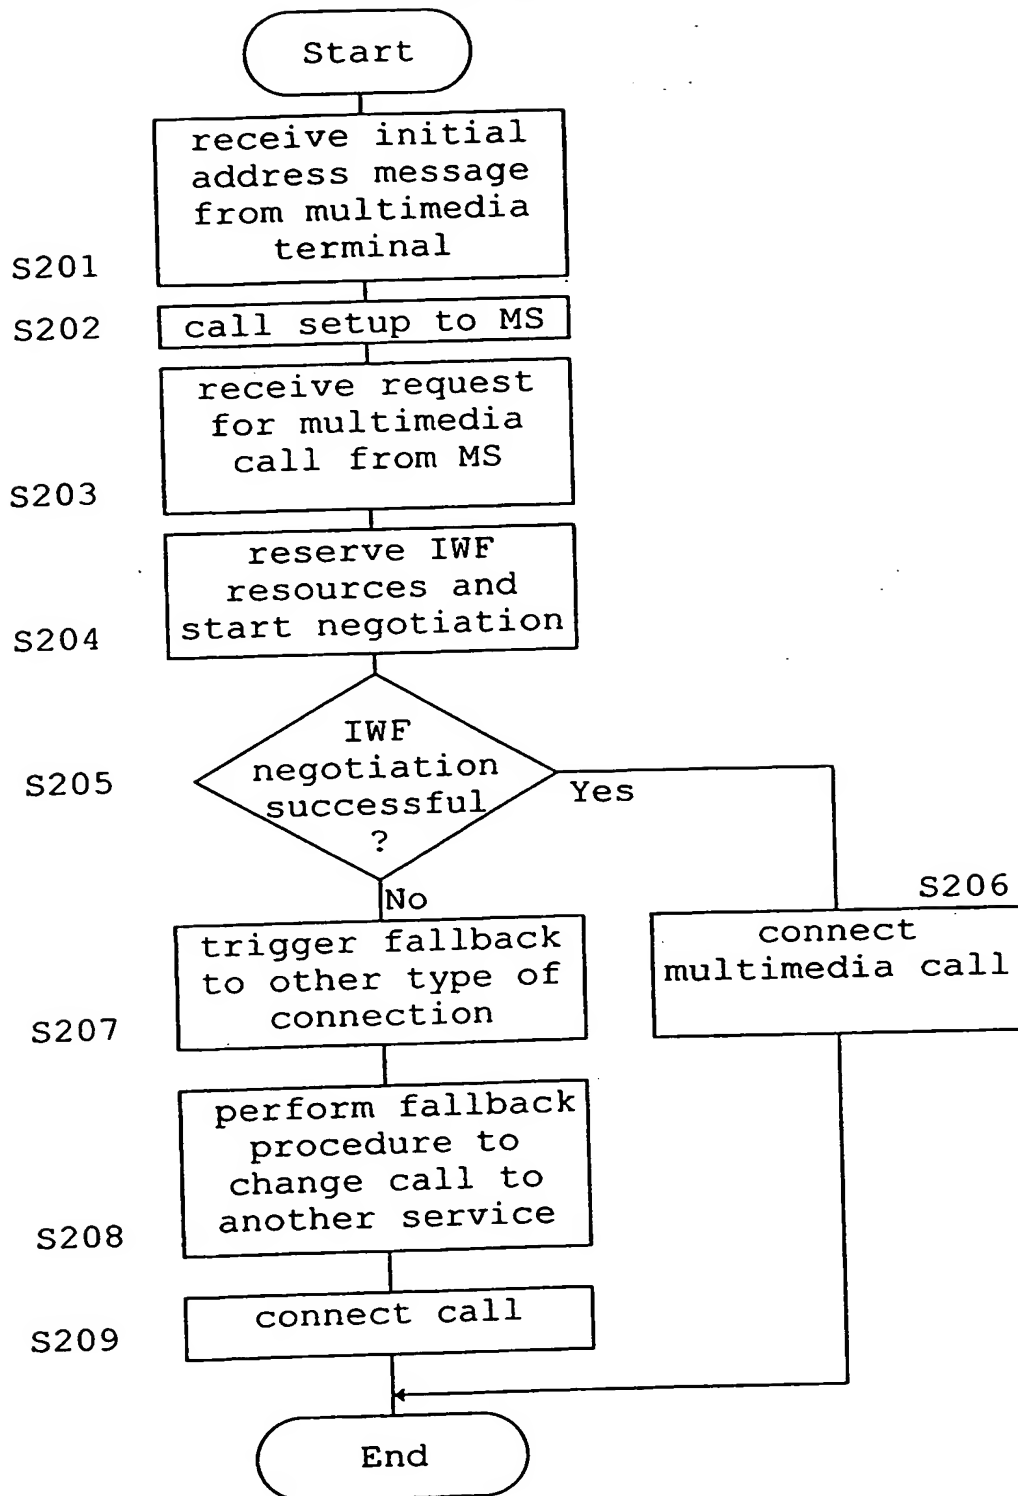 Start
receive initial
address message
from multimedia
terminal
S201
S202
call setup to MS
receive request
for multimedia
call from MS
S203
reserve IWF
resources and
start negotiation
S204
IWF
negotiation
successful
?
S205
Yes
No
S206
connect
multimedia call
trigger fallback
to other type of
connection
S207
perform fallback
procedure to
change call to
another service
S208
connect call
S209
End